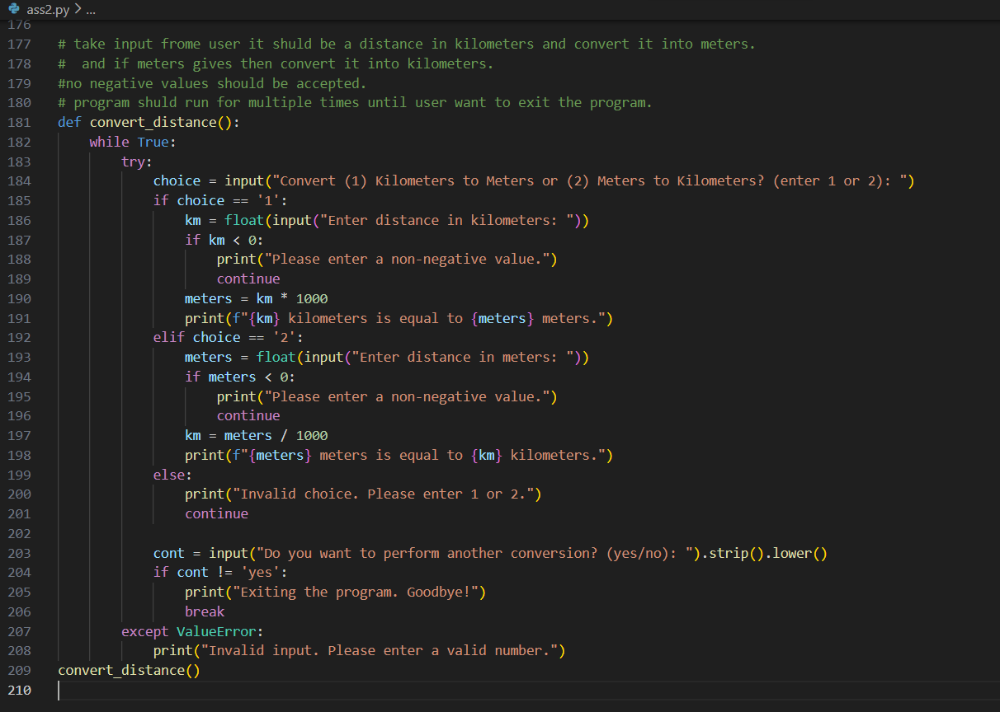 ass2.py > ...
176
177 # take input frome user it shuld be a distance in kilometers and convert it into meters.
178 #  and if meters gives then convert it into kilometers.
179 #no negative values should be accepted.
180 # program shuld run for multiple times until user want to exit the program.
181 def convert_distance():
182     while True:
183         try:
184             choice = input("Convert (1) Kilometers to Meters or (2) Meters to Kilometers? (enter 1 or 2): ")
185             if choice == '1':
186                 km = float(input("Enter distance in kilometers: "))
187                 if km < 0:
188                     print("Please enter a non-negative value.")
189                     continue
190                 meters = km * 1000
191                 print(f"{km} kilometers is equal to {meters} meters.")
192             elif choice == '2':
193                 meters = float(input("Enter distance in meters: "))
194                 if meters < 0:
195                     print("Please enter a non-negative value.")
196                     continue
197                 km = meters / 1000
198                 print(f"{meters} meters is equal to {km} kilometers.")
199             else:
200                 print("Invalid choice. Please enter 1 or 2.")
201                 continue
202
203             cont = input("Do you want to perform another conversion? (yes/no): ").strip().lower()
204             if cont != 'yes':
205                 print("Exiting the program. Goodbye!")
206                 break
207         except ValueError:
208             print("Invalid input. Please enter a valid number.")
209 convert_distance()
210